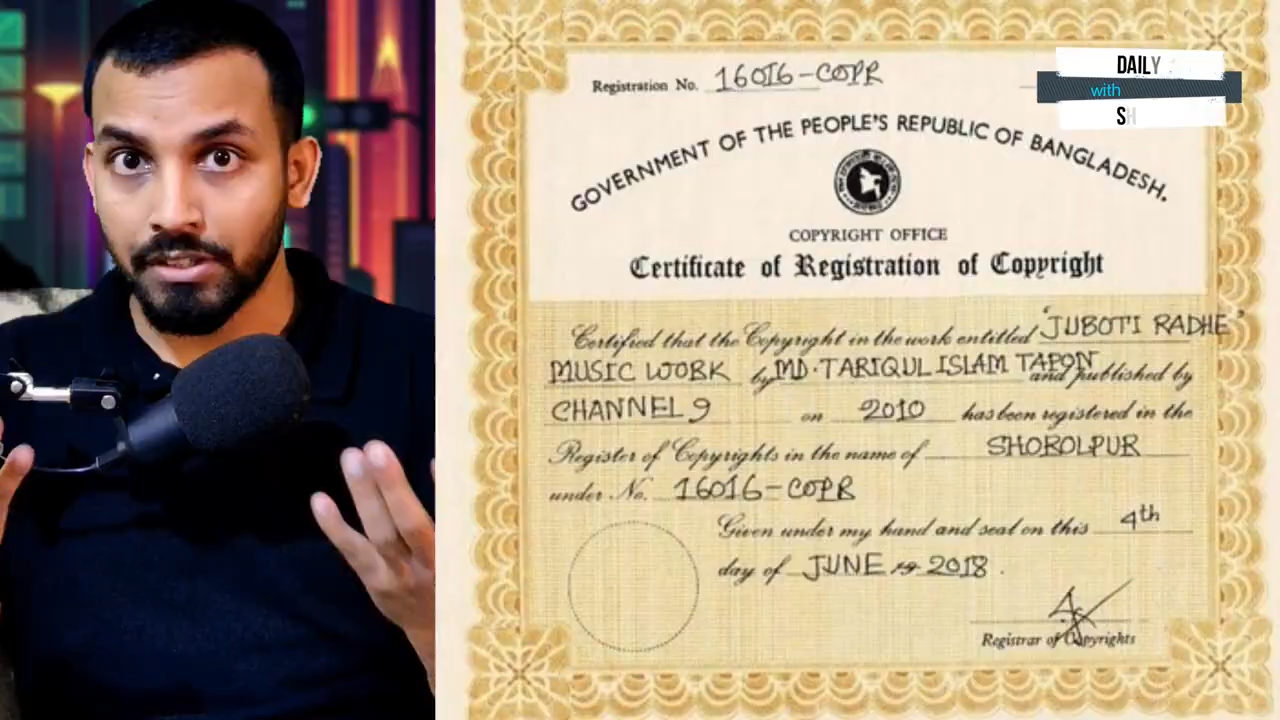 DAILY
with
SH
Registration No. 16016-COPR
GOVERNMENT OF THE PEOPLE'S REPUBLIC OF BANGLADESH.
COPYRIGHT OFFICE
Certificate of Registration of Copyright
Certified that the Copyright in the work entitled "JUBOTI RADHE"
MUSIC WORK by MD. TARIQUL ISLAM TAPON and published by
CHANNEL 9 on 2010 has been registered in the
Register of Copyrights in the name of SHOROLPUR
under No. 16016-COPR
Given under my hand and seal on this 4th
day of JUNE 19 2018.
Registrar of Copyrights